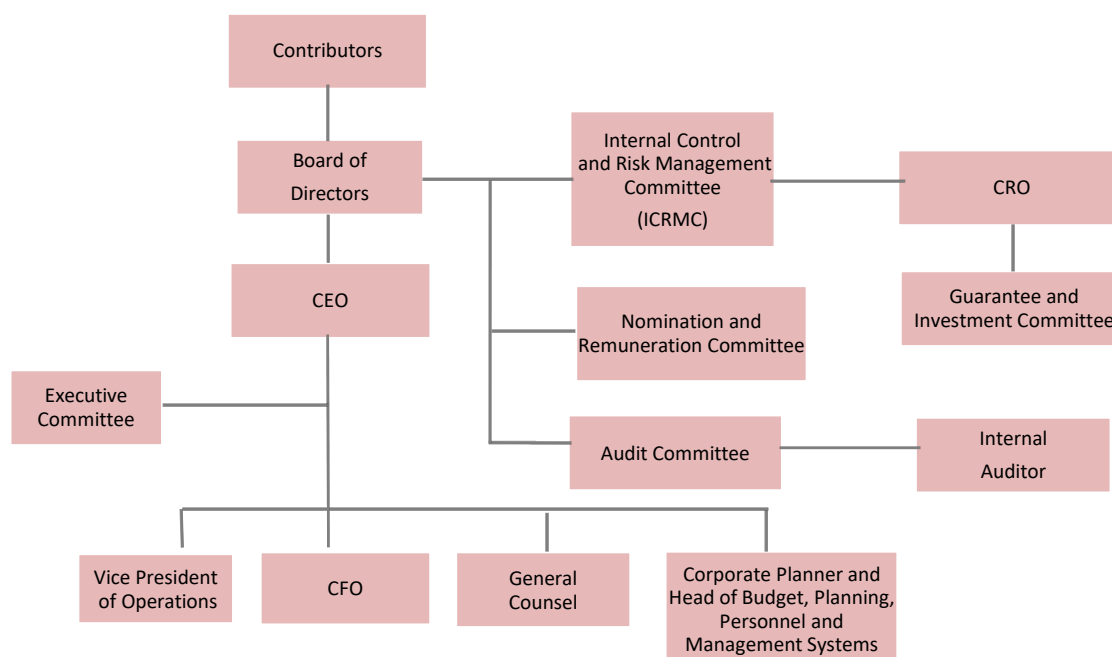 Contributors
Board of
Directors
Internal Control
and Risk Management
Committee
(ICRMC)
CRO
CEO
Guarantee and
Investment Committee
Nomination and
Remuneration Committee
Executive
Committee
Audit Committee
Internal
Auditor
Vice President
of Operations
CFO
General
Counsel
Corporate Planner and
Head of Budget, Planning,
Personnel and
Management Systems